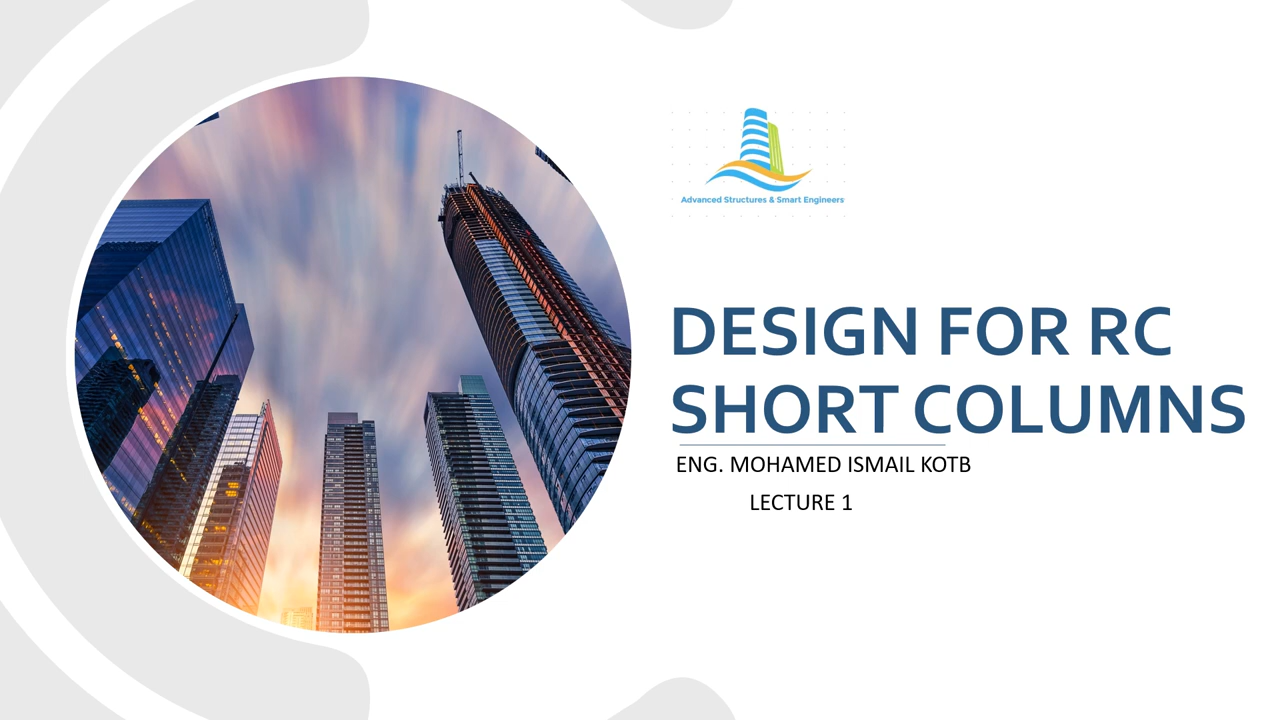 Advanced Structures & Smart Engineers
DESIGN FOR RC
SHORT COLUMNS
ENG. MOHAMED ISMAIL KOTB
LECTURE 1